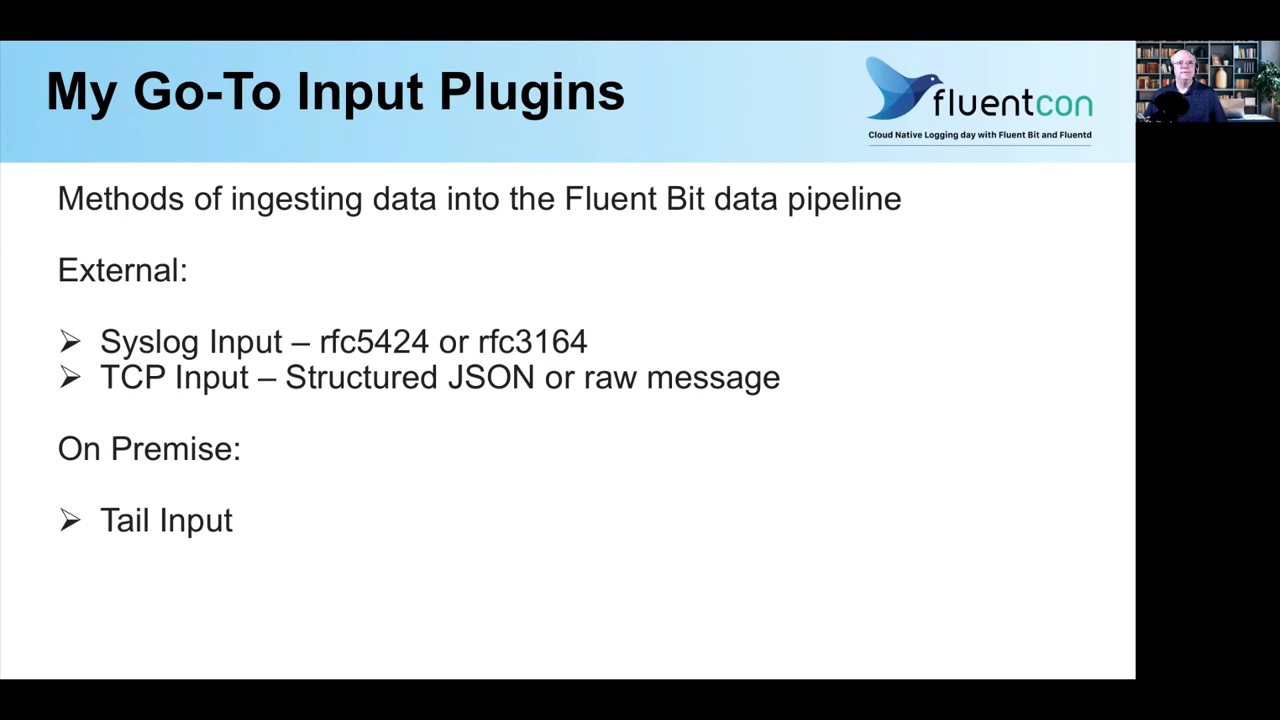 My Go-To Input Plugins
fluentcon
Cloud Native Logging day with Fluent Bit and Fluentd
Methods of ingesting data into the Fluent Bit data pipeline
External:
➢ Syslog Input – rfc5424 or rfc3164
➢ TCP Input – Structured JSON or raw message
On Premise:
➢ Tail Input